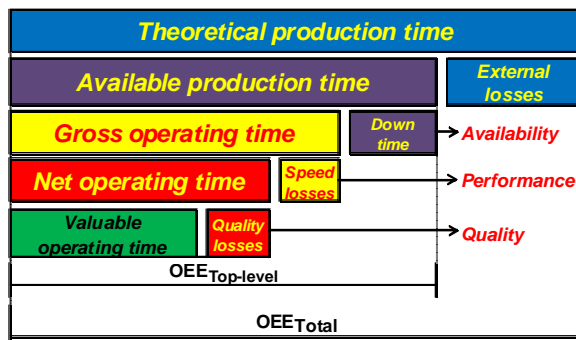 Theoretical production time
Available production time
External
losses
Gross operating time
Down
time
Availability
Net operating time
Speed
losses
Performance
Valuable
operating time
Quality
losses
Quality
OEETop-level
OEETotal